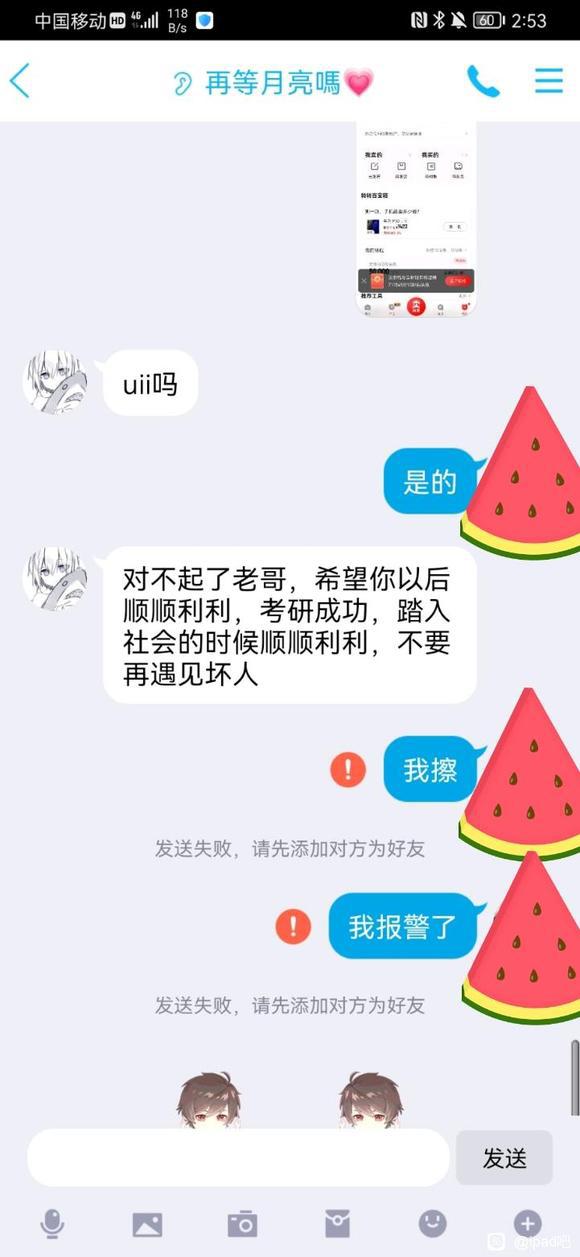 中国移动 HD 4G 118 B/s
60 2:53
再等月亮嗎
我卖的 我买的
推荐工具
uii吗
是的
对不起了老哥，希望你以后
顺顺利利，考研成功，踏入
社会的时候顺顺利利，不要
再遇见坏人
我擦
发送失败，请先添加对方为好友
我报警了
发送失败，请先添加对方为好友
发送
@ipad吧